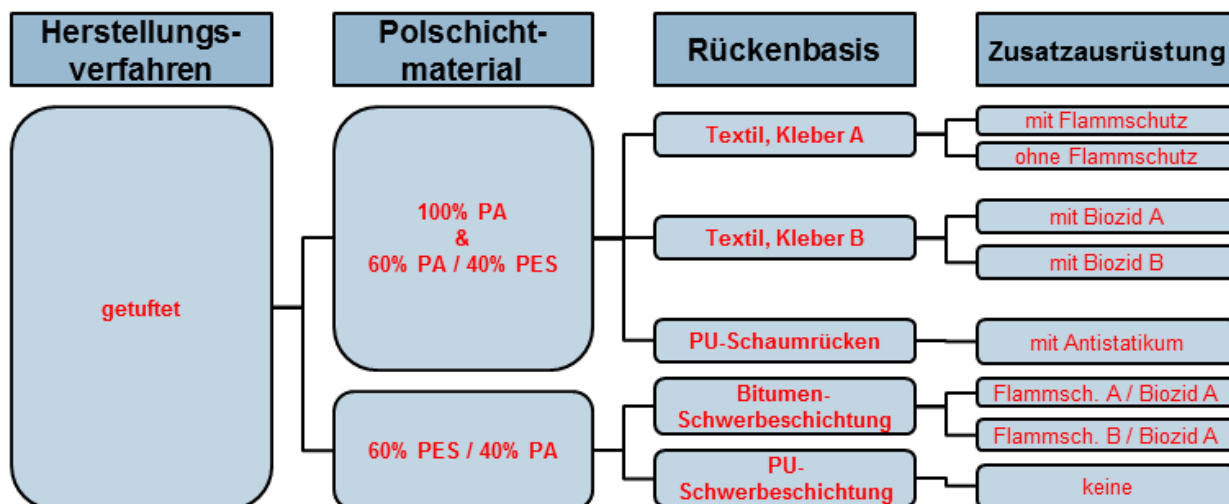 Herstellungs-
verfahren
Polschicht-
material
Rückenbasis
Zusatzausrüstung
getuftet
100% PA
&
60% PA / 40% PES
60% PES / 40% PA
Textil, Kleber A
Textil, Kleber B
PU-Schaumrücken
Bitumen-
Schwerbeschichtung
PU-
Schwerbeschichtung
mit Flammschutz
ohne Flammschutz
mit Biozid A
mit Biozid B
mit Antistatikum
Flammsch. A / Biozid A
Flammsch. B / Biozid A
keine